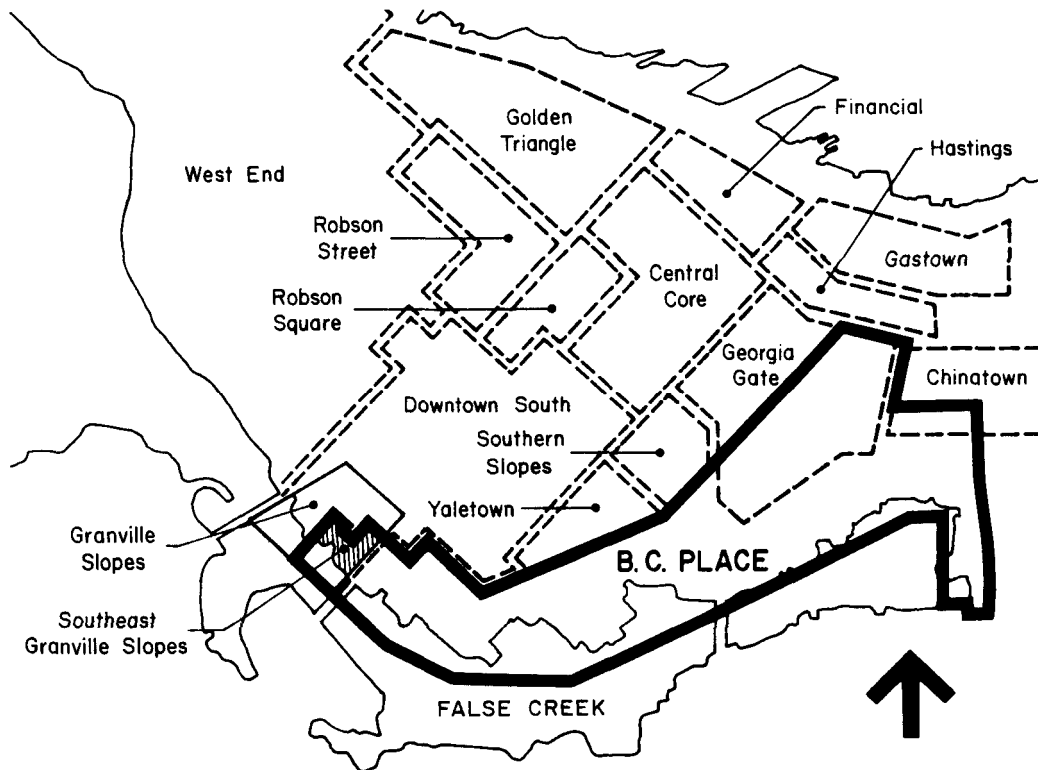 Golden
Triangle
Financial
Hastings
West End
Robson
Street
Gastown
Central
Core
Robson
Square
Georgia
Gate
Chinatown
Downtown South
Southern
Slopes
Yaletown
Granville
Slopes
B.C. PLACE
Southeast
Granville Slopes
FALSE CREEK